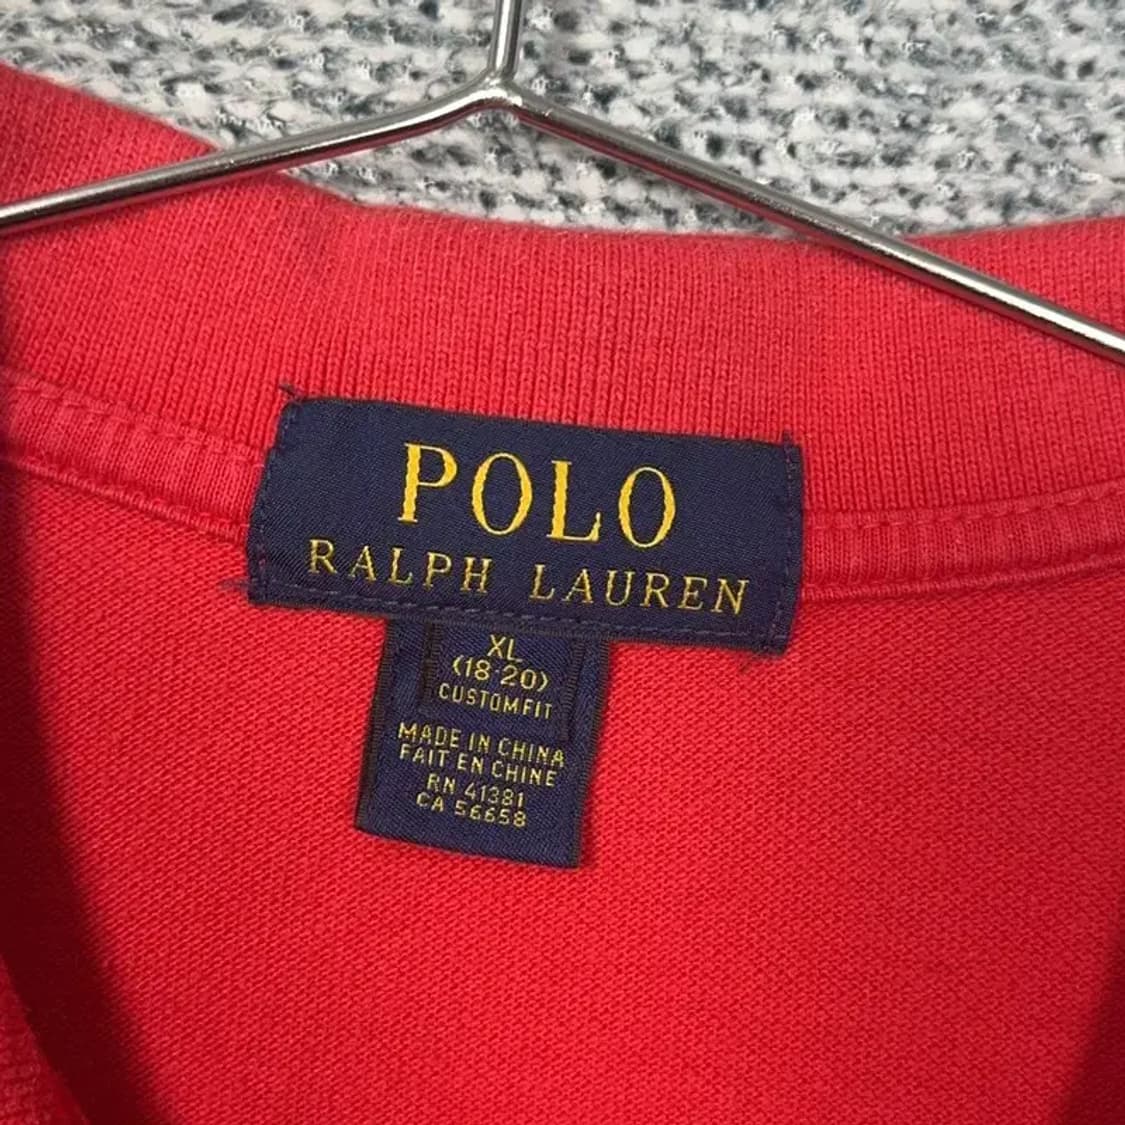 POLO
RALPH LAUREN
XL
(18-20)
CUSTOM FIT
MADE IN CHINA
FAIT EN CHINE
RN 41381
CA 56658